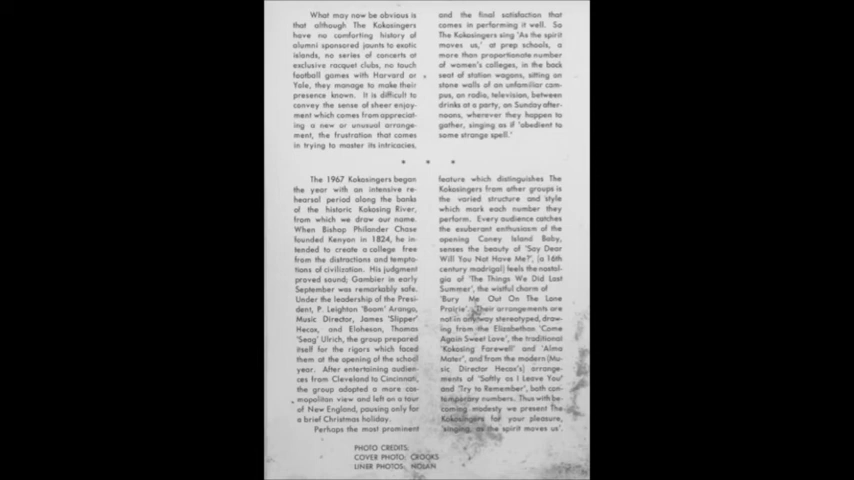 What may now be obvious is
that although The Kokosingers
have no comforting history of
alumni sponsored jaunts to exotic
islands, no series of concerts at
exclusive racquet clubs, no touch
football games with Harvard or
Yale, they manage to make their
presence known. It is difficult to
convey the sense of sheer enjoy-
ment which comes from appreciat-
ing a new or unusual arrange-
ment, the frustration that comes
in trying to master its intricacies,
and the final satisfaction that
comes in performing it well. So
The Kokosingers sing 'As the spirit
moves us,' at prep schools, a
more than proportionate number
of women's colleges, in the back
seat of station wagons, sitting on
stone walls of an unfamiliar cam-
pus, on radio, television, between
drinks at a party, on Sunday after-
noons, wherever they happen to
gather, singing as if 'obedient to
some strange spell.'
* * *
The 1967 Kokosingers began
the year with an intensive re-
hearsal period along the banks
of the historic Kokosing River,
from which we draw our name.
When Bishop Philander Chase
founded Kenyon in 1824, he in-
tended to create a college free
from the distractions and tempta-
tions of civilization. His judgment
proved sound; Gambier in early
September was remarkably safe.
Under the leadership of the Presi-
dent, P. Leighton 'Boom' Arango,
Music Director, James 'Slipper'
Hecox, and Eloheson, Thomas
'Seag' Ulrich, the group prepared
itself for the rigors which faced
them at the opening of the school
year. After entertaining audien-
ces from Cleveland to Cincinnati,
the group adopted a more cos-
mopolitan view and left on a tour
of New England, pausing only for
a brief Christmas holiday.
Perhaps the most prominent
feature which distinguishes The
Kokosingers from other groups is
the varied structure and style
which mark each number they
perform. Every audience catches
the exuberant enthusiasm of the
opening Coney Island Baby,
senses the beauty of 'Say Dear
Will You Not Have Me?', (a 16th
century madrigal) feels the nostal-
gia of 'The Things We Did Last
Summer', the wistful charm of
'Bury Me Out On The Lone
Prairie'. Their arrangements are
not in any way stereotyped, draw-
ing from the Elizabethan 'Come
Again Sweet Love', the traditional
'Kokosing Farewell' and 'Alma
Mater', and from the modern (Mu-
sic Director Hecox's) arrange-
ments of 'Softly as I Leave You'
and 'Try to Remember', both con-
temporary numbers. Thus with be-
coming modesty we present The
Kokosingers for your pleasure,
'singing, as the spirit moves us'.
PHOTO CREDITS:
COVER PHOTO: CROOKS
LINER PHOTOS: NOLAN